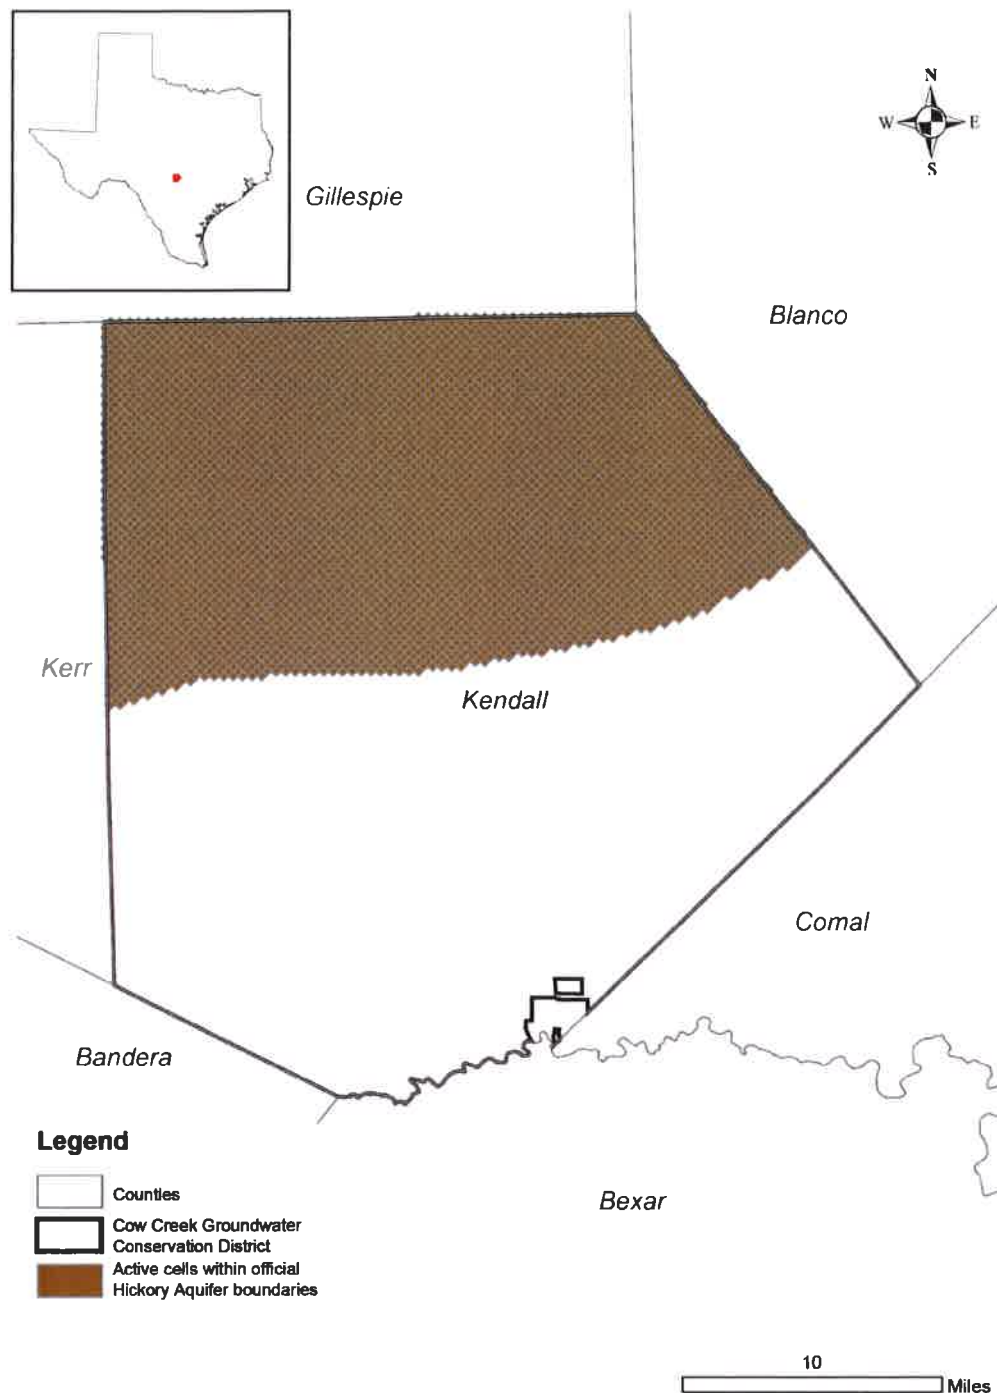 N
W E
S
Gillespie
Blanco
Kerr
Kendall
Comal
Bandera
Bexar
Legend
Counties
Cow Creek Groundwater
Conservation District
Active cells within official
Hickory Aquifer boundaries
10
Miles